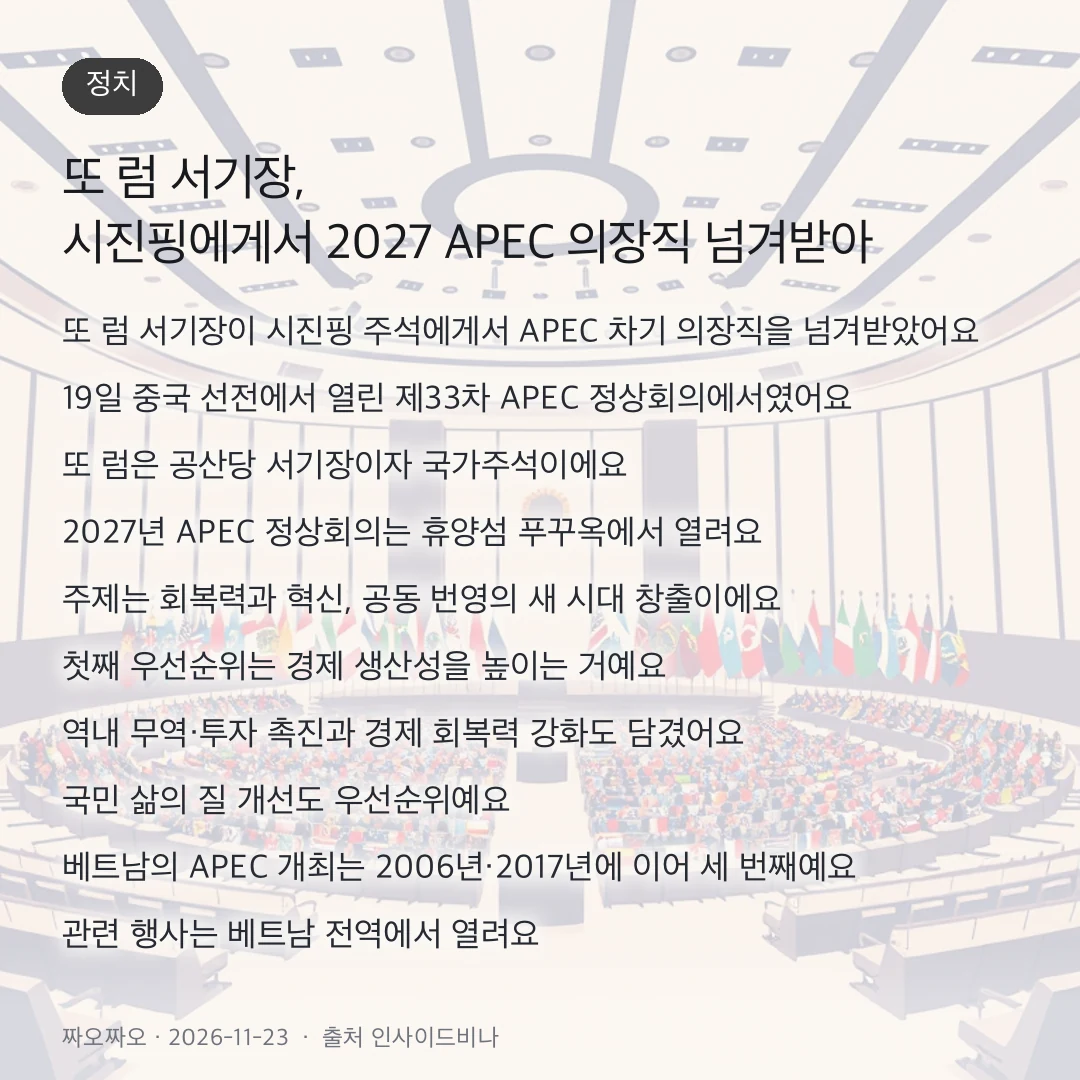 정치
또 럼 서기장,
시진핑에게서 2027 APEC 의장직 넘겨받아
또 럼 서기장이 시진핑 주석에게서 APEC 차기 의장직을 넘겨받았어요
19일 중국 선전에서 열린 제33차 APEC 정상회의에서였어요
또 럼은 공산당 서기장이자 국가주석이에요
2027년 APEC 정상회의는 휴양섬 푸꾸옥에서 열려요
주제는 회복력과 혁신, 공동 번영의 새 시대 창출이에요
첫째 우선순위는 경제 생산성을 높이는 거예요
역내 무역·투자 촉진과 경제 회복력 강화도 담겼어요
국민 삶의 질 개선도 우선순위예요
베트남의 APEC 개최는 2006년·2017년에 이어 세 번째예요
관련 행사는 베트남 전역에서 열려요
짜오짜오 · 2026-11-23 · 출처 인사이드비나